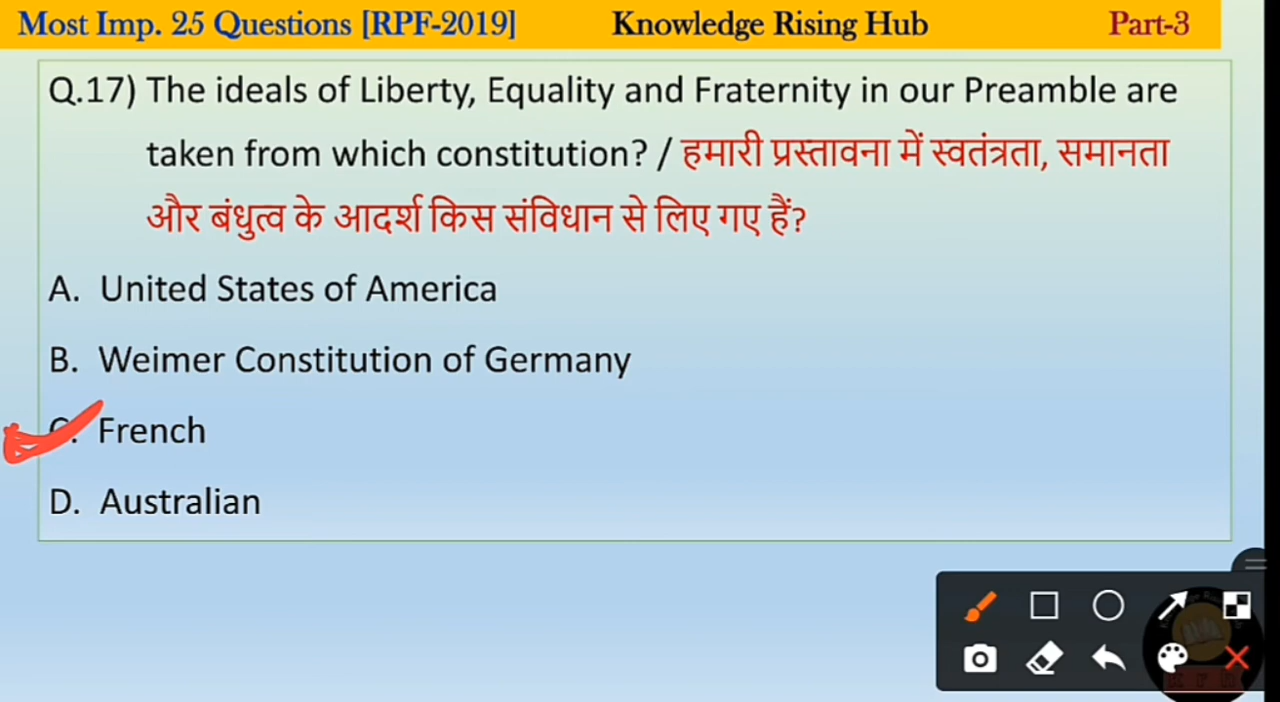 Most Imp. 25 Questions [RPF-2019] Knowledge Rising Hub Part-3
Q.17) The ideals of Liberty, Equality and Fraternity in our Preamble are
taken from which constitution? / हमारी प्रस्तावना में स्वतंत्रता, समानता
और बंधुत्व के आदर्श किस संविधान से लिए गए हैं?
A. United States of America
B. Weimer Constitution of Germany
C. French
D. Australian